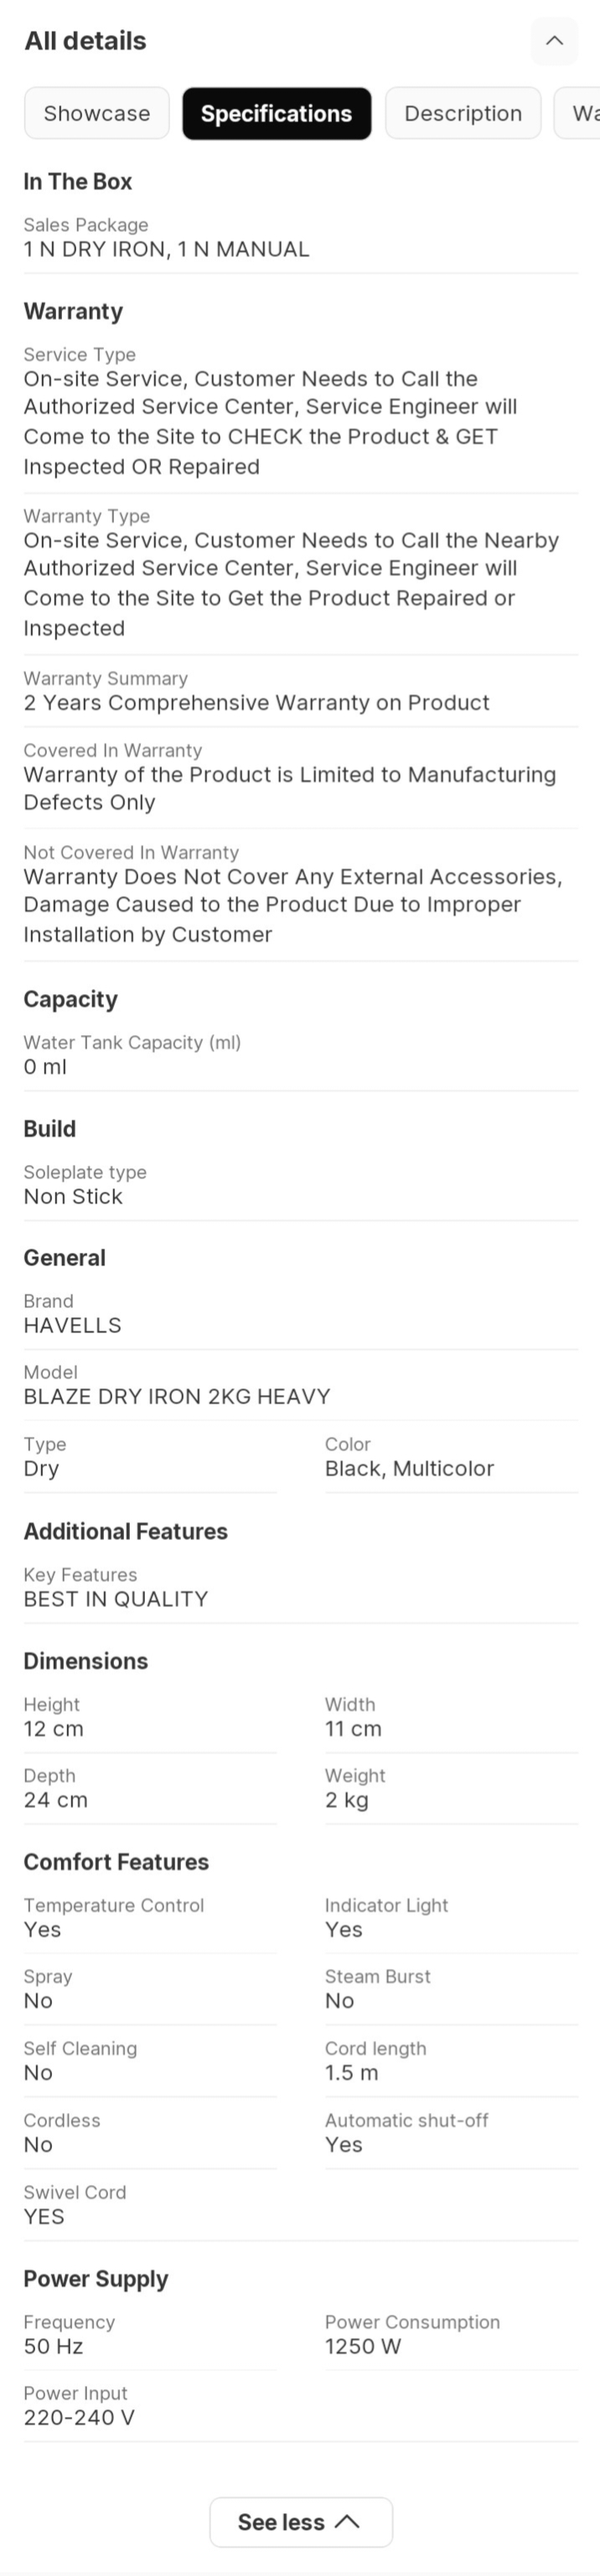 All details
Showcase
Specifications
Description
Wa
In The Box
Sales Package
1 N DRY IRON, 1 N MANUAL
Warranty
Service Type
On-site Service, Customer Needs to Call the
Authorized Service Center, Service Engineer will
Come to the Site to CHECK the Product & GET
Inspected OR Repaired
Warranty Type
On-site Service, Customer Needs to Call the Nearby
Authorized Service Center, Service Engineer will
Come to the Site to Get the Product Repaired or
Inspected
Warranty Summary
2 Years Comprehensive Warranty on Product
Covered In Warranty
Warranty of the Product is Limited to Manufacturing
Defects Only
Not Covered In Warranty
Warranty Does Not Cover Any External Accessories,
Damage Caused to the Product Due to Improper
Installation by Customer
Capacity
Water Tank Capacity (ml)
0 ml
Build
Soleplate type
Non Stick
General
Brand
HAVELLS
Model
BLAZE DRY IRON 2KG HEAVY
Type
Dry
Color
Black, Multicolor
Additional Features
Key Features
BEST IN QUALITY
Dimensions
Height
12 cm
Width
11 cm
Depth
24 cm
Weight
2 kg
Comfort Features
Temperature Control
Yes
Indicator Light
Yes
Spray
No
Steam Burst
No
Self Cleaning
No
Cord length
1.5 m
Cordless
No
Automatic shut-off
Yes
Swivel Cord
YES
Power Supply
Frequency
50 Hz
Power Consumption
1250 W
Power Input
220-240 V
See less